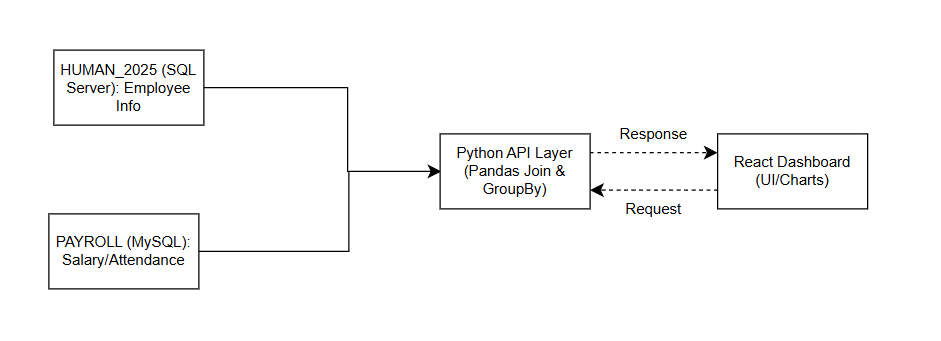 HUMAN_2025 (SQL
Server): Employee
Info
PAYROLL (MySQL):
Salary/Attendance
Python API Layer
(Pandas Join &
GroupBy)
Response
Request
React Dashboard
(UI/Charts)